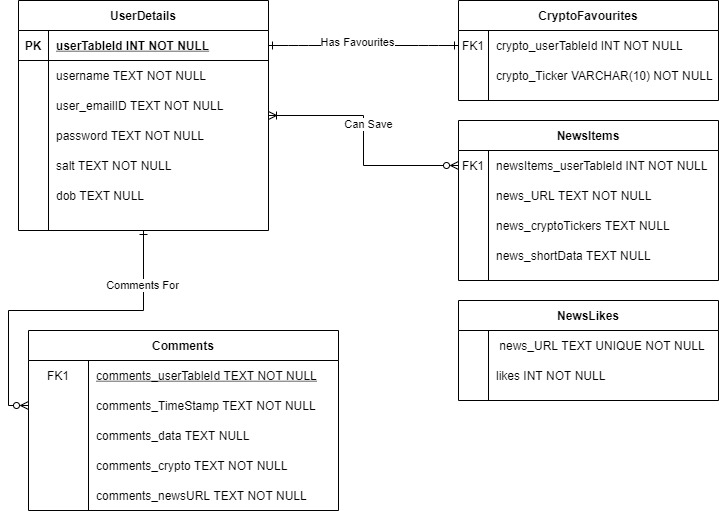 UserDetails
PK userTableId INT NOT NULL
username TEXT NOT NULL
user_emailID TEXT NOT NULL
password TEXT NOT NULL
salt TEXT NOT NULL
dob TEXT NULL
Has Favourites
Can Save
Comments For
CryptoFavourites
FK1 crypto_userTableId INT NOT NULL
crypto_Ticker VARCHAR(10) NOT NULL
NewsItems
FK1 newsItems_userTableId INT NOT NULL
news_URL TEXT NOT NULL
news_cryptoTickers TEXT NULL
news_shortData TEXT NULL
NewsLikes
news_URL TEXT UNIQUE NOT NULL
likes INT NOT NULL
Comments
FK1 comments_userTableId TEXT NOT NULL
comments_TimeStamp TEXT NOT NULL
comments_data TEXT NULL
comments_crypto TEXT NOT NULL
comments_newsURL TEXT NOT NULL